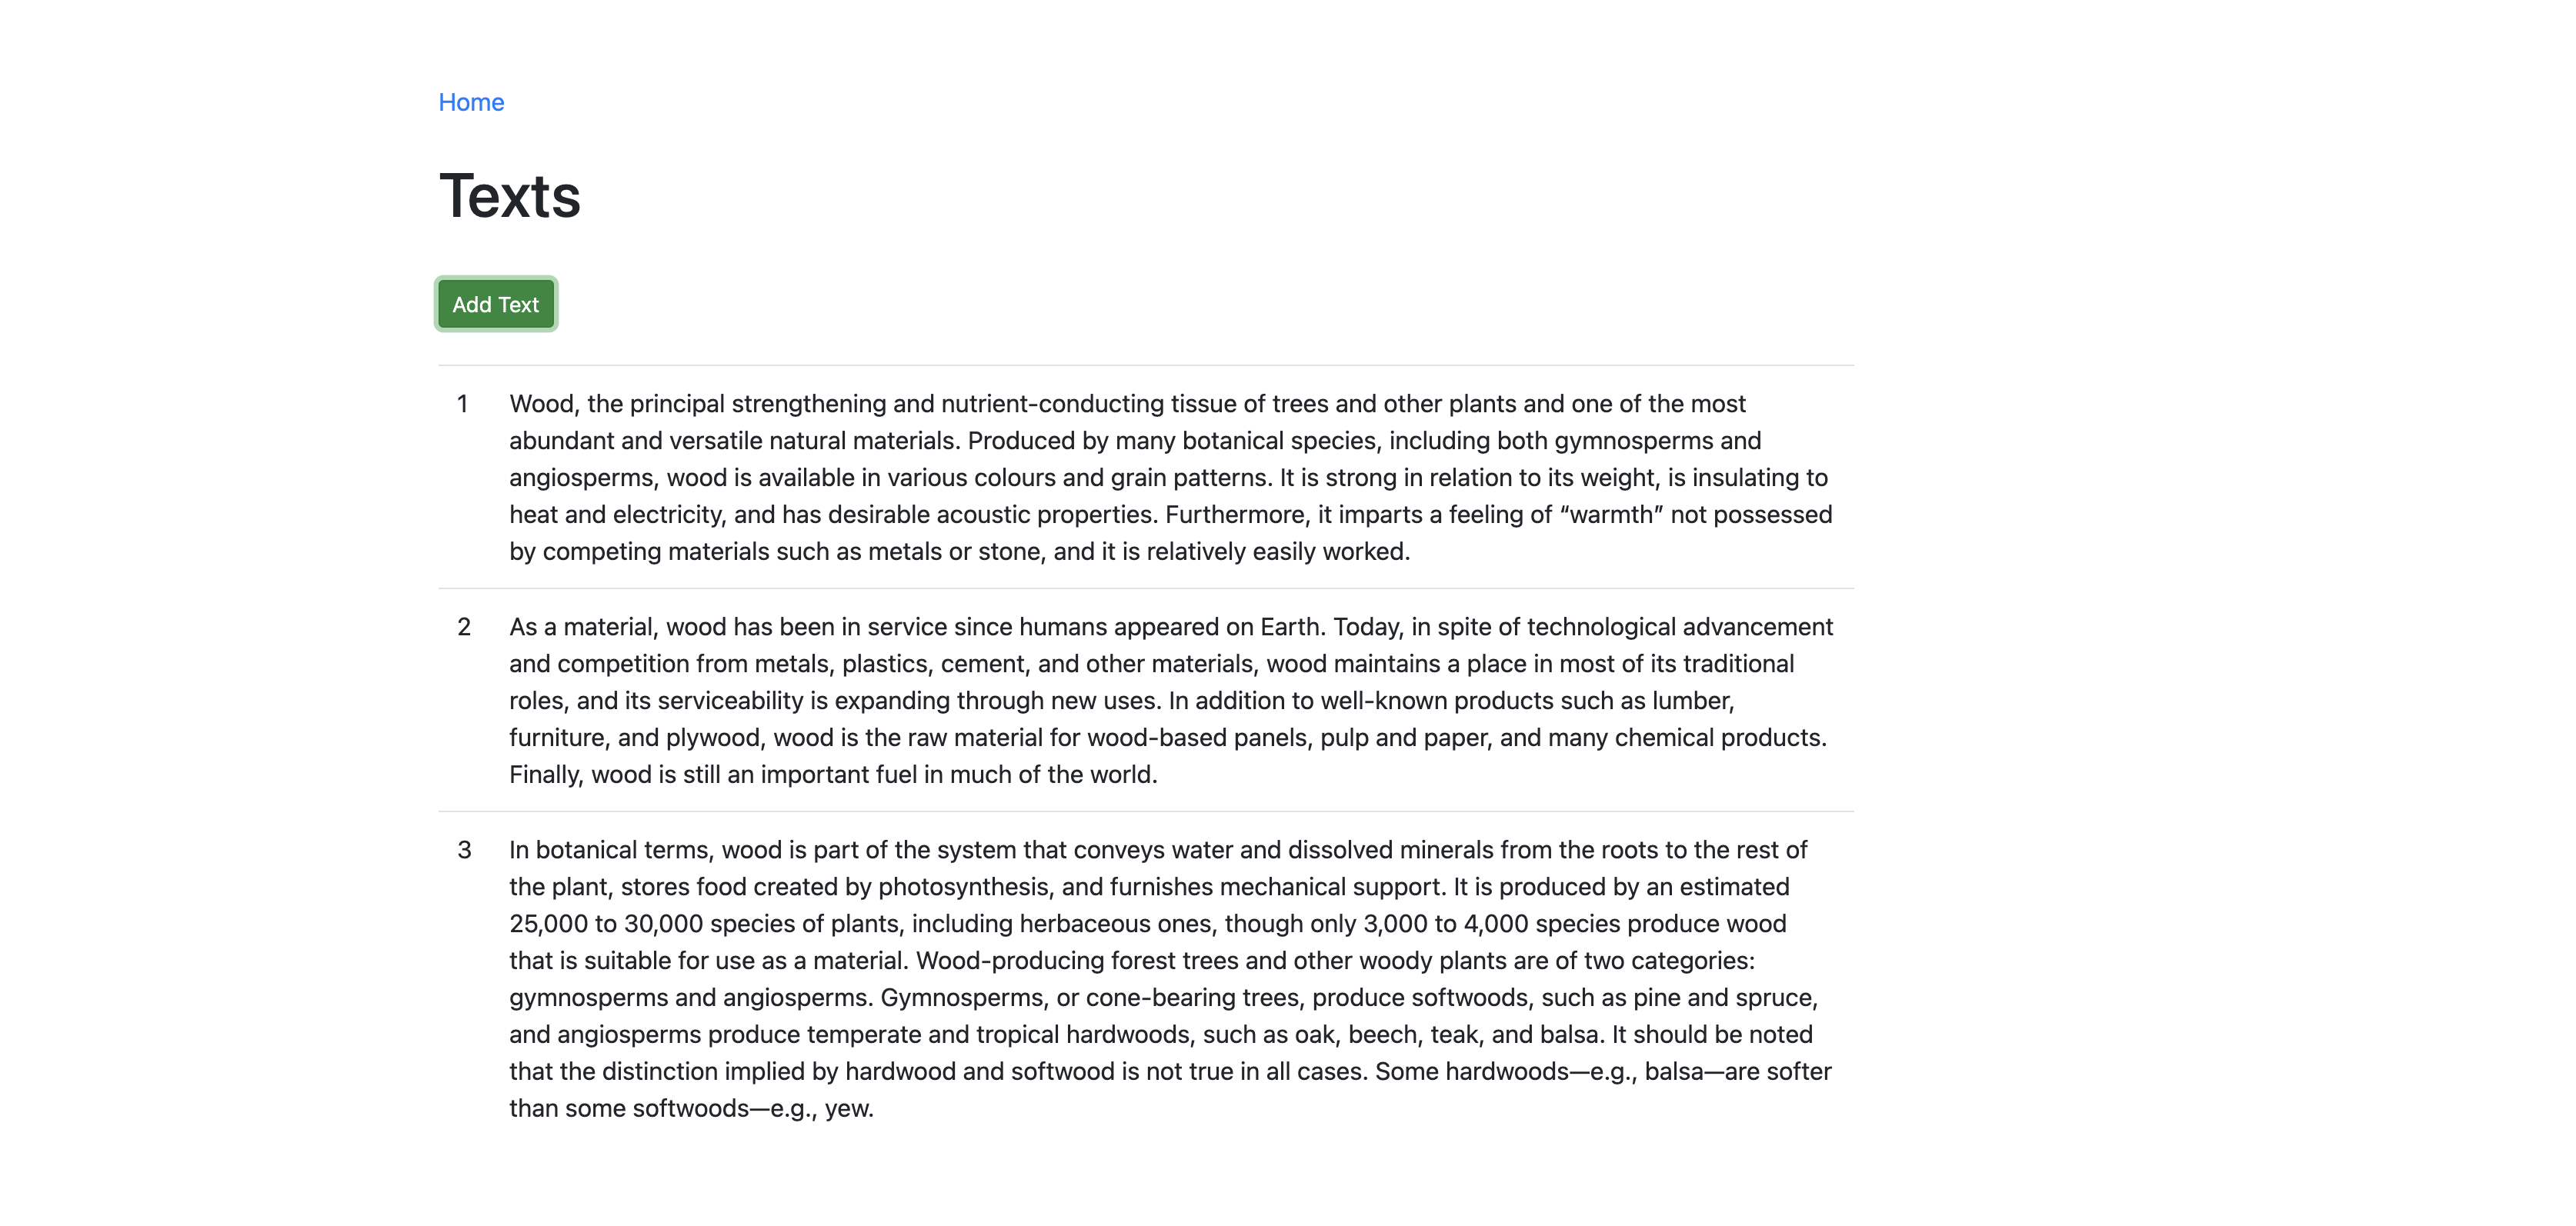 Home
Texts
Add Text
1 Wood, the principal strengthening and nutrient-conducting tissue of trees and other plants and one of the most
abundant and versatile natural materials. Produced by many botanical species, including both gymnosperms and
angiosperms, wood is available in various colours and grain patterns. It is strong in relation to its weight, is insulating to
heat and electricity, and has desirable acoustic properties. Furthermore, it imparts a feeling of “warmth” not possessed
by competing materials such as metals or stone, and it is relatively easily worked.
2 As a material, wood has been in service since humans appeared on Earth. Today, in spite of technological advancement
and competition from metals, plastics, cement, and other materials, wood maintains a place in most of its traditional
roles, and its serviceability is expanding through new uses. In addition to well-known products such as lumber,
furniture, and plywood, wood is the raw material for wood-based panels, pulp and paper, and many chemical products.
Finally, wood is still an important fuel in much of the world.
3 In botanical terms, wood is part of the system that conveys water and dissolved minerals from the roots to the rest of
the plant, stores food created by photosynthesis, and furnishes mechanical support. It is produced by an estimated
25,000 to 30,000 species of plants, including herbaceous ones, though only 3,000 to 4,000 species produce wood
that is suitable for use as a material. Wood-producing forest trees and other woody plants are of two categories:
gymnosperms and angiosperms. Gymnosperms, or cone-bearing trees, produce softwoods, such as pine and spruce,
and angiosperms produce temperate and tropical hardwoods, such as oak, beech, teak, and balsa. It should be noted
that the distinction implied by hardwood and softwood is not true in all cases. Some hardwoods—e.g., balsa—are softer
than some softwoods—e.g., yew.